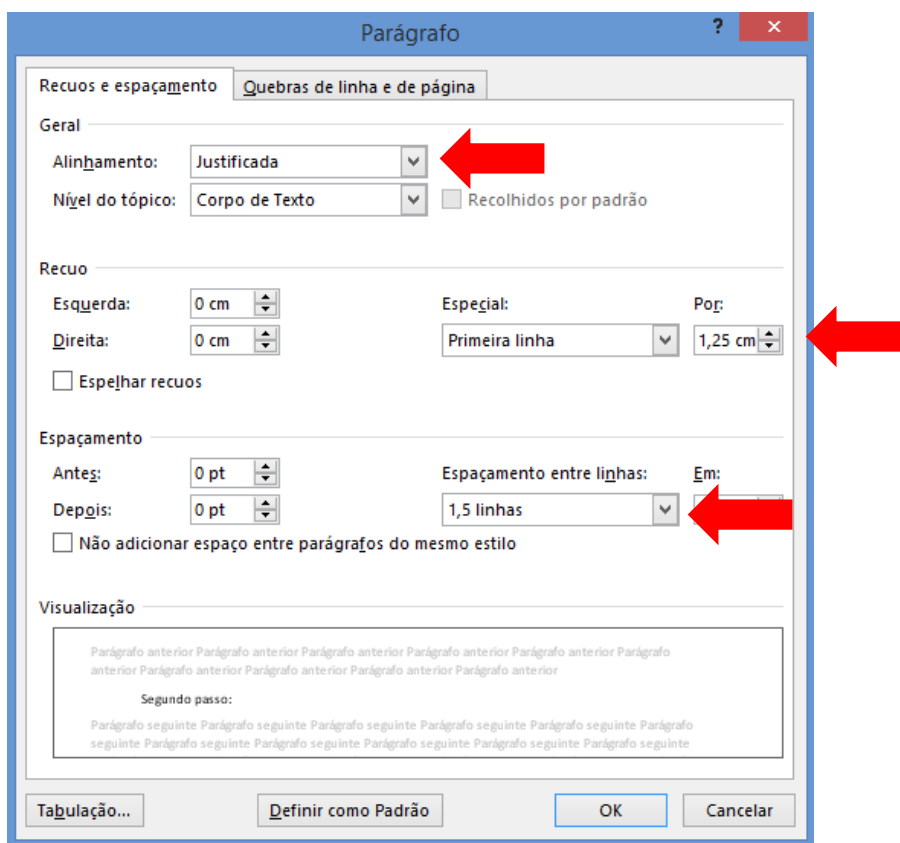 Parágrafo ?
Recuos e espaçamento Quebras de linha e de página
Geral
Alinhamento: Justificada
Nível do tópico: Corpo de Texto Recolhidos por padrão
Recuo
Esquerda: 0 cm Especial: Por:
Direita: 0 cm Primeira linha 1,25 cm
Espelhar recuos
Espaçamento
Antes: 0 pt Espaçamento entre linhas: Em:
Depois: 0 pt 1,5 linhas
Não adicionar espaço entre parágrafos do mesmo estilo
Visualização
Parágrafo anterior Parágrafo anterior Parágrafo anterior Parágrafo anterior Parágrafo anterior Parágrafo
anterior Parágrafo anterior Parágrafo anterior Parágrafo anterior Parágrafo anterior
Segundo passo:
Parágrafo seguinte Parágrafo seguinte Parágrafo seguinte Parágrafo seguinte Parágrafo seguinte Parágrafo
seguinte Parágrafo seguinte Parágrafo seguinte Parágrafo seguinte Parágrafo seguinte Parágrafo seguinte
Tabulação... Definir como Padrão OK Cancelar